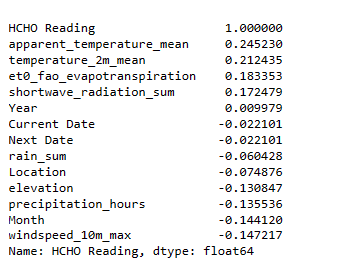 HCHO Reading 1.000000
apparent_temperature_mean 0.245230
temperature_2m_mean 0.212435
et0_fao_evapotranspiration 0.183353
shortwave_radiation_sum 0.172479
Year 0.009979
Current Date -0.022101
Next Date -0.022101
rain_sum -0.060428
Location -0.074876
elevation -0.130847
precipitation_hours -0.135536
Month -0.144120
windspeed_10m_max -0.147217
Name: HCHO Reading, dtype: float64